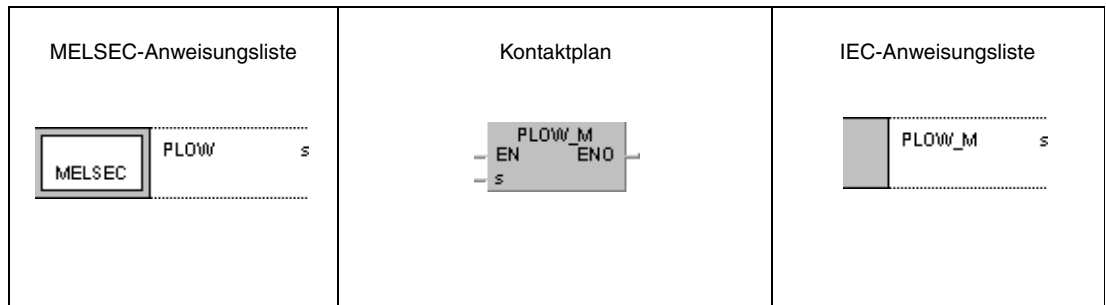 MELSEC-Anweisungsliste
MELSEC
PLOW s
Kontaktplan
PLOW_M
EN ENO
s
IEC-Anweisungsliste
PLOW_M s